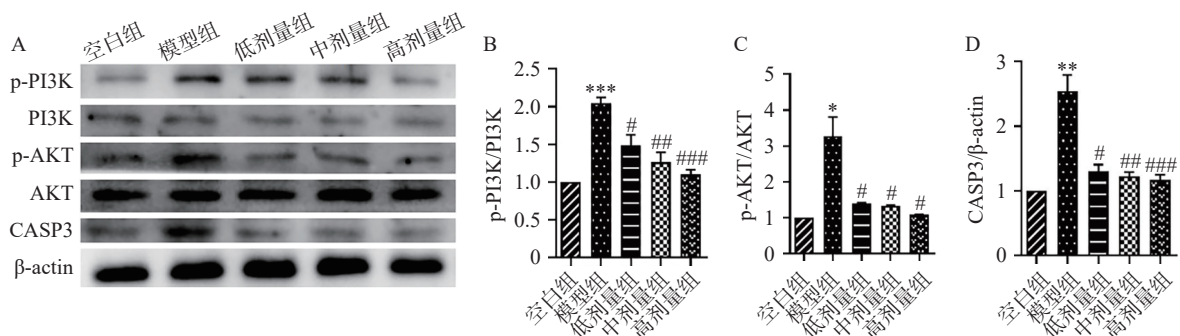 A
空白组 模型组 低剂量组 中剂量组 高剂量组
p-PI3K
PI3K
p-AKT
AKT
CASP3
β-actin
B
p-PI3K/PI3K
2.5
2.0
1.5
1.0
0.5
0
***
#
##
###
空白组
模型组
低剂量组
中剂量组
高剂量组
C
p-AKT/AKT
5
4
3
2
1
0
*
#
#
#
空白组
模型组
低剂量组
中剂量组
高剂量组
D
CASP3/β-actin
3
2
1
0
**
#
##
###
空白组
模型组
低剂量组
中剂量组
高剂量组